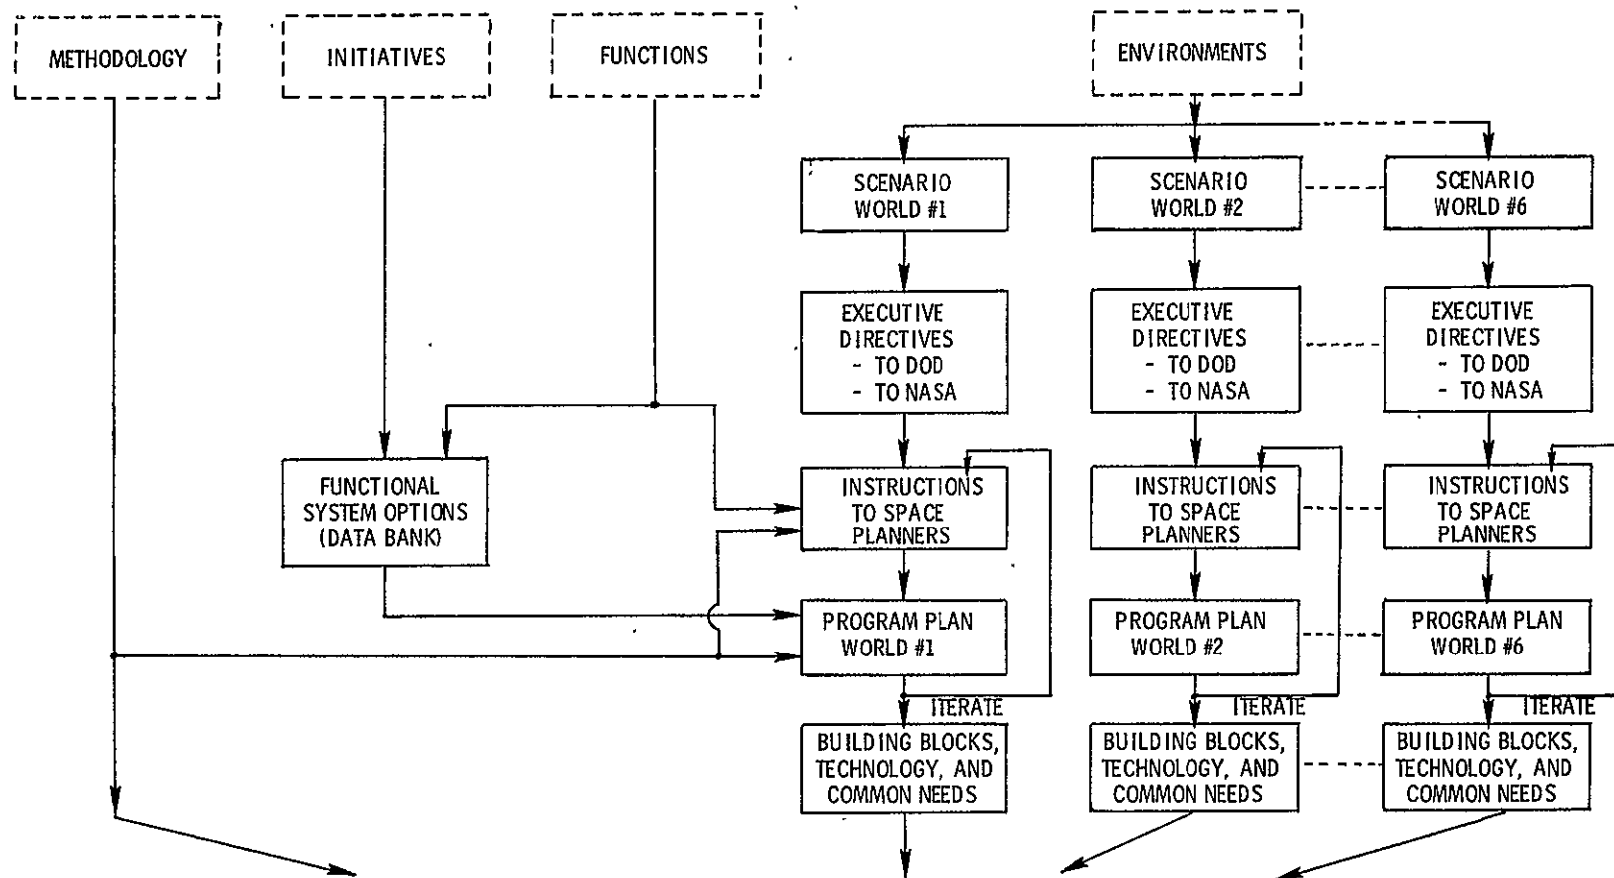 METHODOLOGY
INITIATIVES
FUNCTIONS
ENVIRONMENTS
SCENARIO
WORLD #1
SCENARIO
WORLD #2
SCENARIO
WORLD #6
EXECUTIVE
DIRECTIVES
- TO DOD
- TO NASA
EXECUTIVE
DIRECTIVES
- TO DOD
- TO NASA
EXECUTIVE
DIRECTIVES
- TO DOD
- TO NASA
FUNCTIONAL
SYSTEM OPTIONS
(DATA BANK)
INSTRUCTIONS
TO SPACE
PLANNERS
INSTRUCTIONS
TO SPACE
PLANNERS
INSTRUCTIONS
TO SPACE
PLANNERS
PROGRAM PLAN
WORLD #1
PROGRAM PLAN
WORLD #2
PROGRAM PLAN
WORLD #6
ITERATE
ITERATE
ITERATE
BUILDING BLOCKS,
TECHNOLOGY, AND
COMMON NEEDS
BUILDING BLOCKS,
TECHNOLOGY, AND
COMMON NEEDS
BUILDING BLOCKS,
TECHNOLOGY, AND
COMMON NEEDS